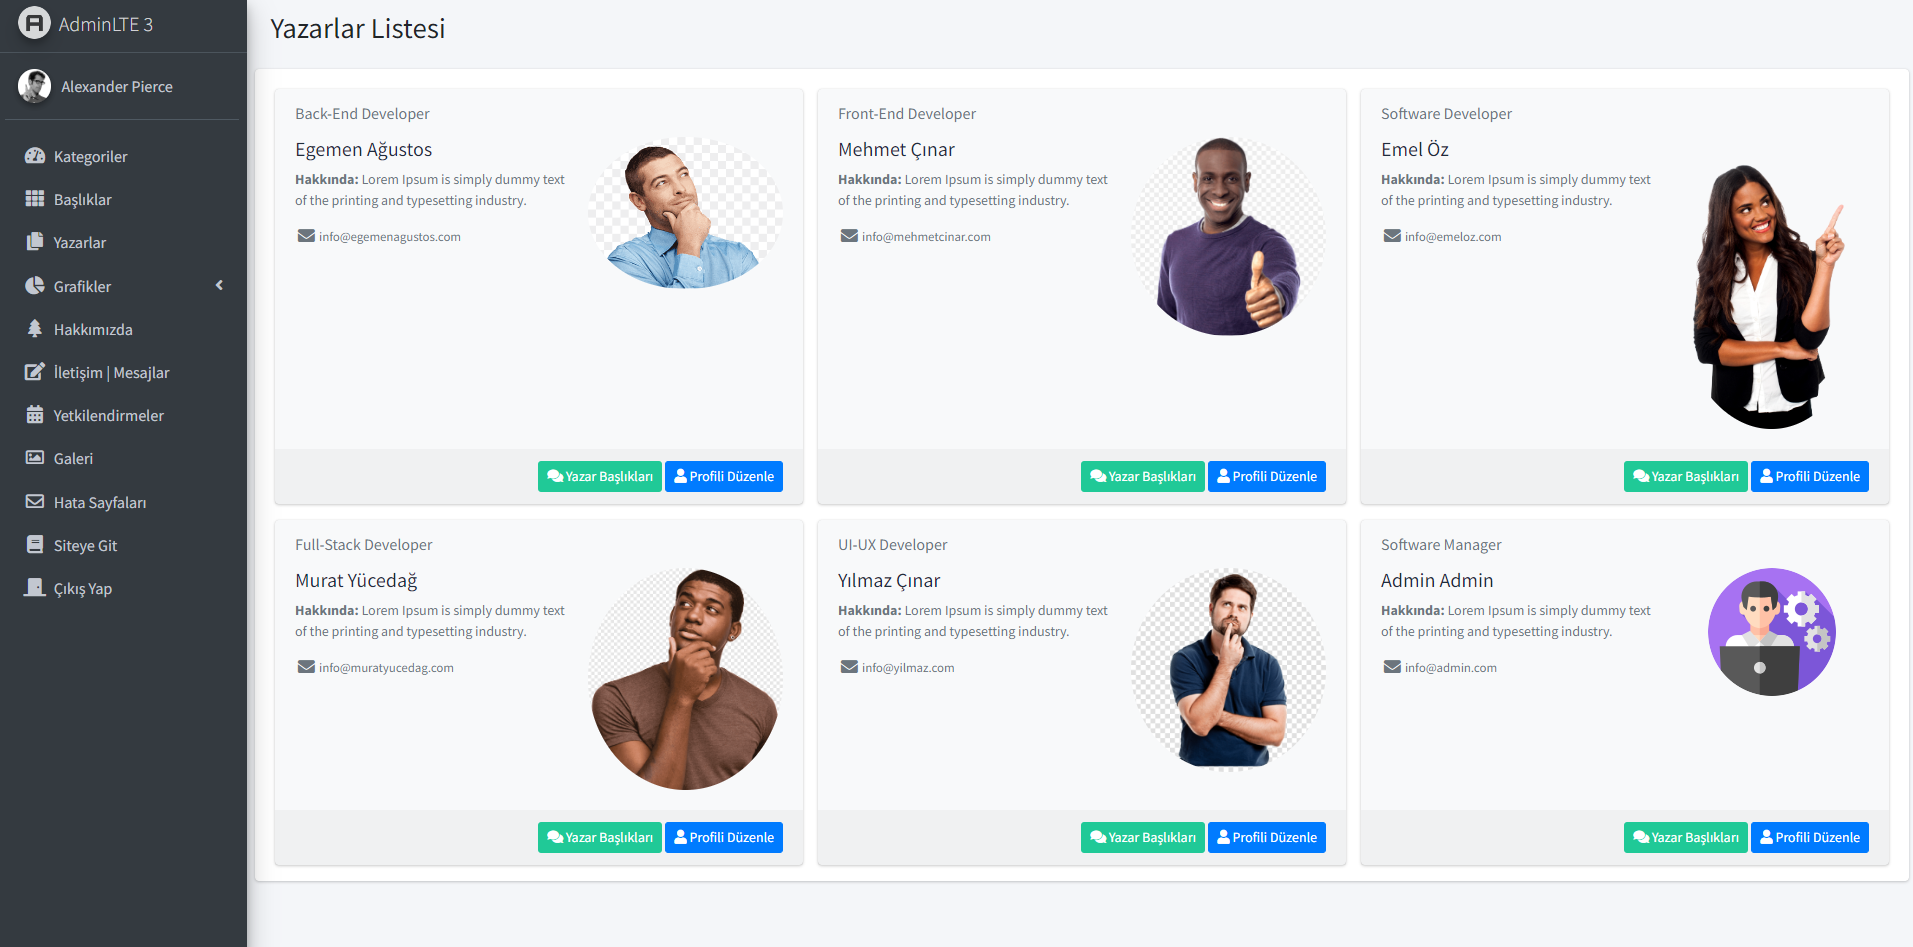 AdminLTE 3
Alexander Pierce
Kategoriler
Başlıklar
Yazarlar
Grafikler
Hakkımızda
İletişim | Mesajlar
Yetkilendirmeler
Galeri
Hata Sayfaları
Siteye Git
Çıkış Yap
Yazarlar Listesi
Back-End Developer
Egemen Ağustos
Hakkında: Lorem Ipsum is simply dummy text
of the printing and typesetting industry.
info@egemenagustos.com
Yazar Başlıkları Profili Düzenle
Front-End Developer
Mehmet Çınar
Hakkında: Lorem Ipsum is simply dummy text
of the printing and typesetting industry.
info@mehmetcinar.com
Yazar Başlıkları Profili Düzenle
Software Developer
Emel Öz
Hakkında: Lorem Ipsum is simply dummy text
of the printing and typesetting industry.
info@emeloz.com
Yazar Başlıkları Profili Düzenle
Full-Stack Developer
Murat Yücedağ
Hakkında: Lorem Ipsum is simply dummy text
of the printing and typesetting industry.
info@muratyucedag.com
Yazar Başlıkları Profili Düzenle
UI-UX Developer
Yılmaz Çınar
Hakkında: Lorem Ipsum is simply dummy text
of the printing and typesetting industry.
info@yilmaz.com
Yazar Başlıkları Profili Düzenle
Software Manager
Admin Admin
Hakkında: Lorem Ipsum is simply dummy text
of the printing and typesetting industry.
info@admin.com
Yazar Başlıkları Profili Düzenle